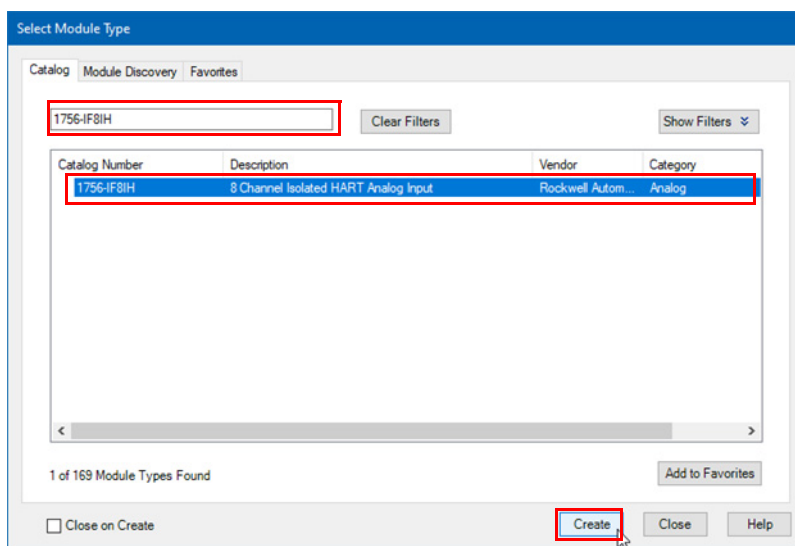 Select Module Type
Catalog Module Discovery Favorites
1756-IF8IH Clear Filters Show Filters
Catalog Number Description Vendor Category
1756-IF8IH 8 Channel Isolated HART Analog Input Rockwell Autom... Analog
1 of 169 Module Types Found Add to Favorites
Close on Create Create Close Help